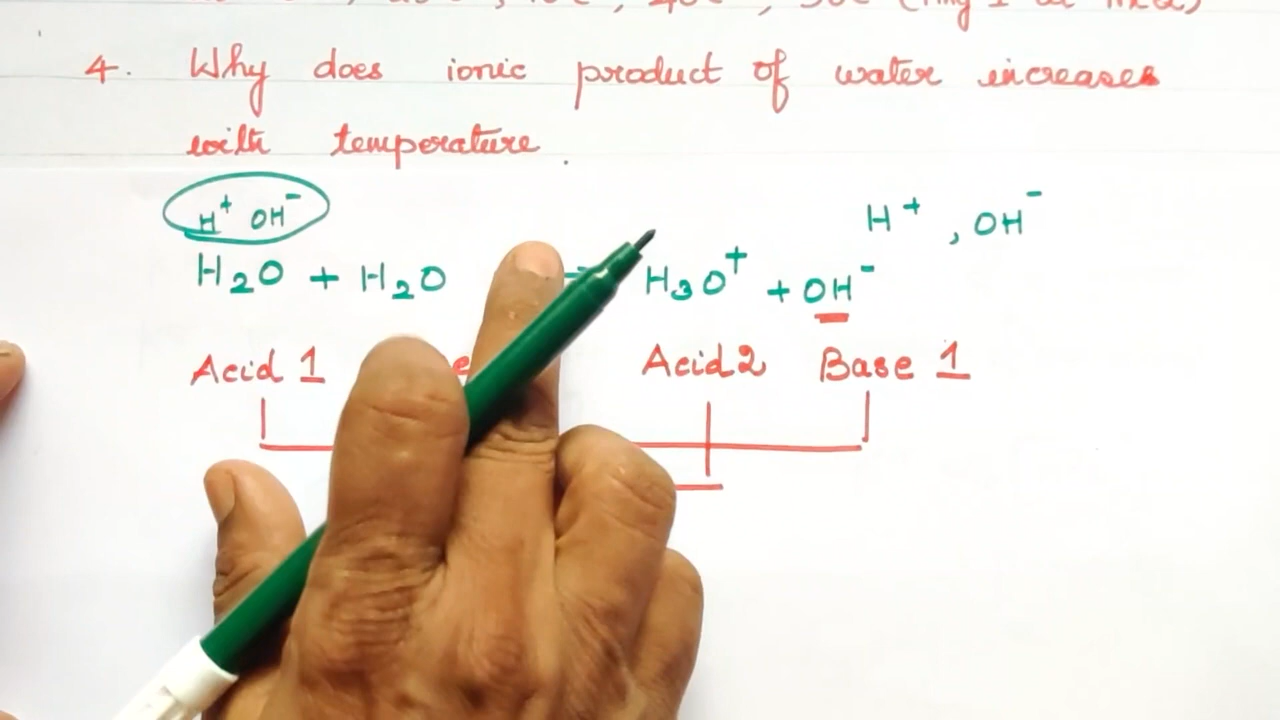 4. Why does ionic product of water increases
with temperature.
H⁺ OH⁻ H⁺ , OH⁻
H₂O + H₂O H₃O⁺ + OH⁻
Acid 1 Acid 2 Base 1